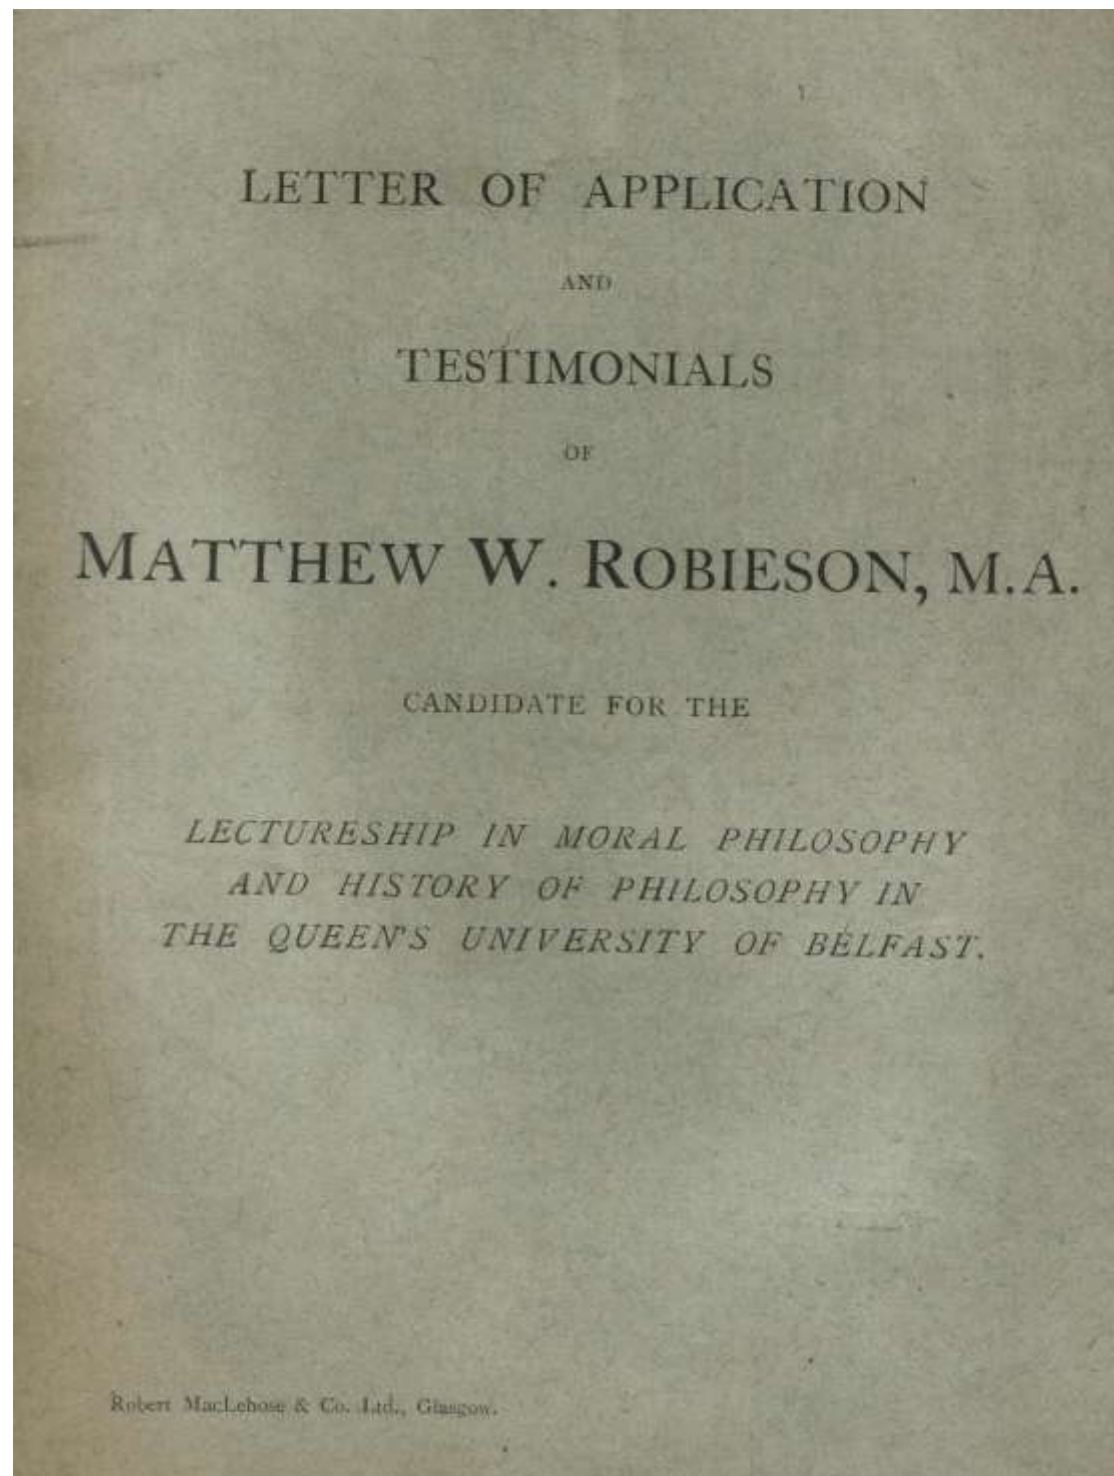 LETTER OF APPLICATION
AND
TESTIMONIALS
OF
MATTHEW W. ROBIESON, M.A.
CANDIDATE FOR THE
LECTURESHIP IN MORAL PHILOSOPHY
AND HISTORY OF PHILOSOPHY IN
THE QUEEN'S UNIVERSITY OF BELFAST.
Robert MacLehose & Co. Ltd., Glasgow.